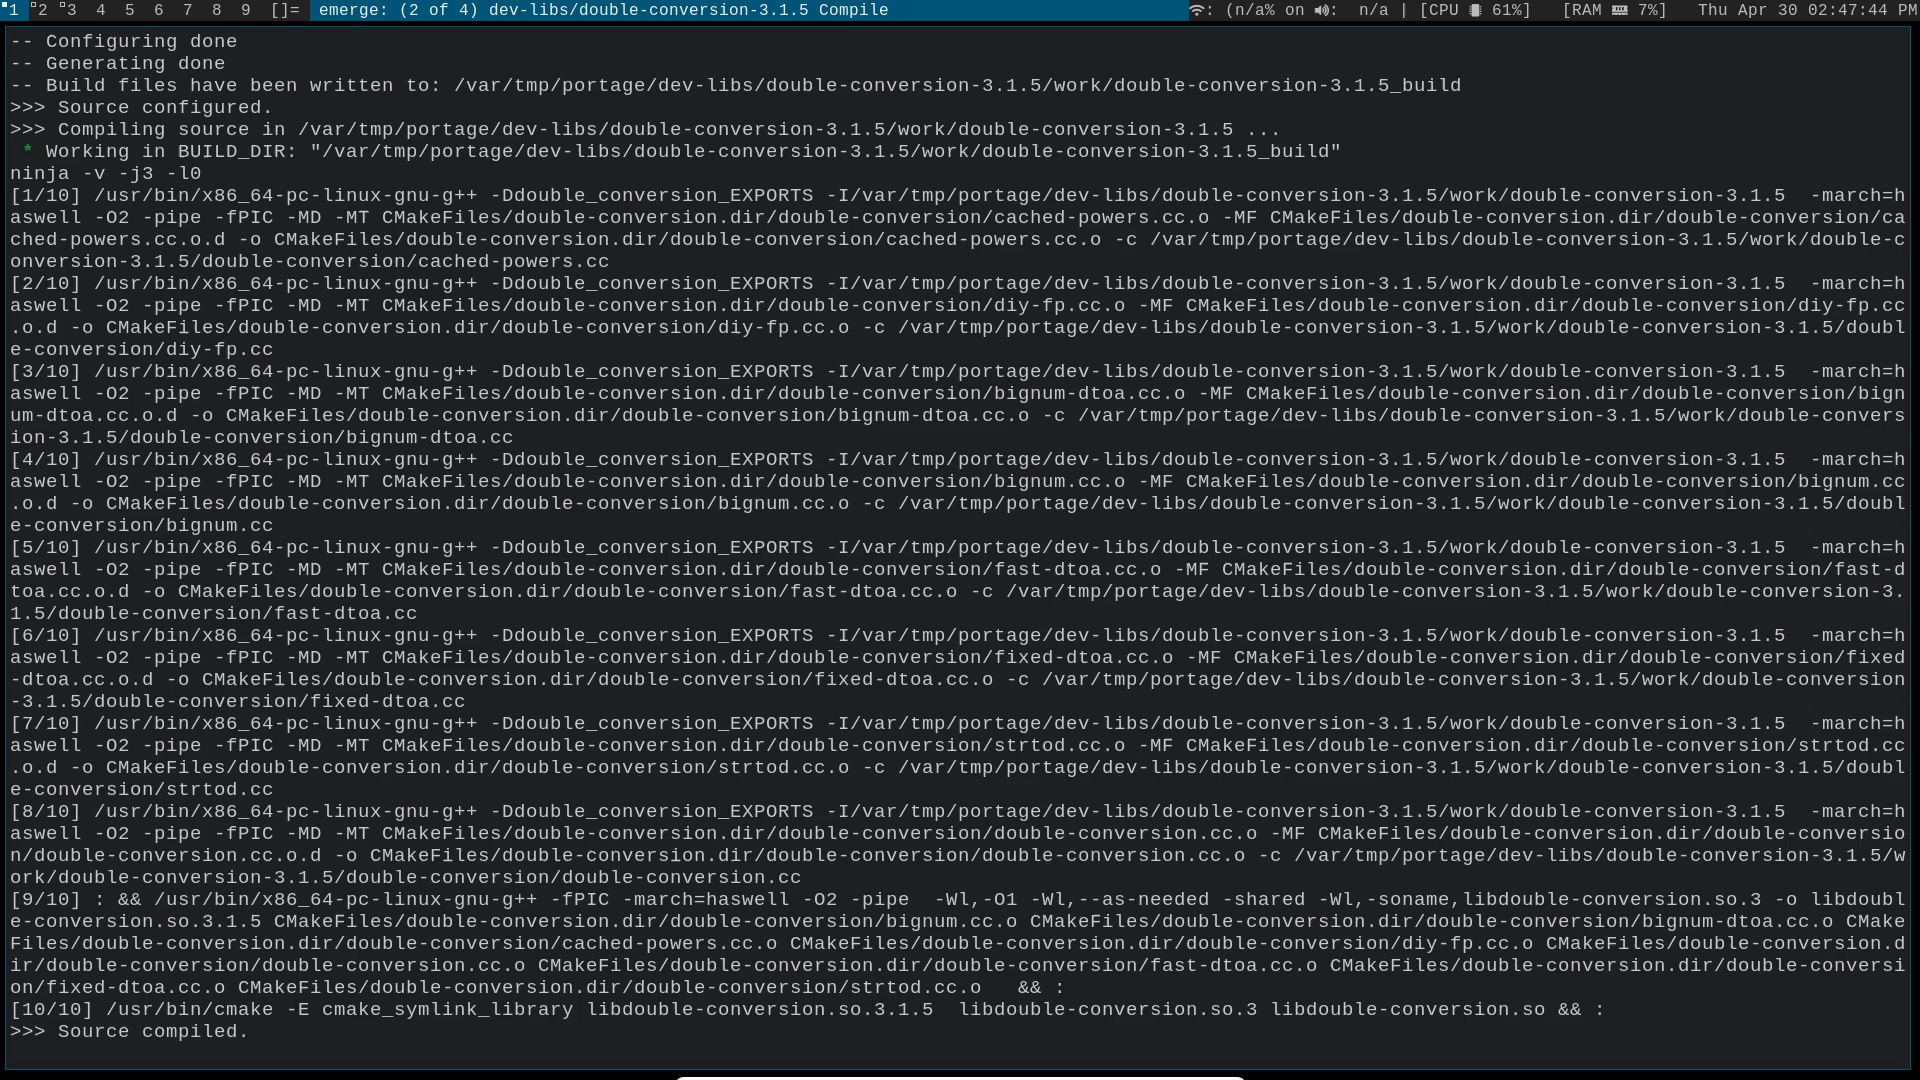 1 2 3 4 5 6 7 8 9 []= emerge: (2 of 4) dev-libs/double-conversion-3.1.5 Compile : (n/a% on : n/a | [CPU 61%] [RAM 7%] Thu Apr 30 02:47:44 PM
-- Configuring done
-- Generating done
-- Build files have been written to: /var/tmp/portage/dev-libs/double-conversion-3.1.5/work/double-conversion-3.1.5_build
>>> Source configured.
>>> Compiling source in /var/tmp/portage/dev-libs/double-conversion-3.1.5/work/double-conversion-3.1.5 ...
 * Working in BUILD_DIR: "/var/tmp/portage/dev-libs/double-conversion-3.1.5/work/double-conversion-3.1.5_build"
ninja -v -j3 -l0
[1/10] /usr/bin/x86_64-pc-linux-gnu-g++ -Ddouble_conversion_EXPORTS -I/var/tmp/portage/dev-libs/double-conversion-3.1.5/work/double-conversion-3.1.5  -march=h
aswell -O2 -pipe -fPIC -MD -MT CMakeFiles/double-conversion.dir/double-conversion/cached-powers.cc.o -MF CMakeFiles/double-conversion.dir/double-conversion/ca
ched-powers.cc.o.d -o CMakeFiles/double-conversion.dir/double-conversion/cached-powers.cc.o -c /var/tmp/portage/dev-libs/double-conversion-3.1.5/work/double-c
onversion-3.1.5/double-conversion/cached-powers.cc
[2/10] /usr/bin/x86_64-pc-linux-gnu-g++ -Ddouble_conversion_EXPORTS -I/var/tmp/portage/dev-libs/double-conversion-3.1.5/work/double-conversion-3.1.5  -march=h
aswell -O2 -pipe -fPIC -MD -MT CMakeFiles/double-conversion.dir/double-conversion/diy-fp.cc.o -MF CMakeFiles/double-conversion.dir/double-conversion/diy-fp.cc
.o.d -o CMakeFiles/double-conversion.dir/double-conversion/diy-fp.cc.o -c /var/tmp/portage/dev-libs/double-conversion-3.1.5/work/double-conversion-3.1.5/doubl
e-conversion/diy-fp.cc
[3/10] /usr/bin/x86_64-pc-linux-gnu-g++ -Ddouble_conversion_EXPORTS -I/var/tmp/portage/dev-libs/double-conversion-3.1.5/work/double-conversion-3.1.5  -march=h
aswell -O2 -pipe -fPIC -MD -MT CMakeFiles/double-conversion.dir/double-conversion/bignum-dtoa.cc.o -MF CMakeFiles/double-conversion.dir/double-conversion/bign
um-dtoa.cc.o.d -o CMakeFiles/double-conversion.dir/double-conversion/bignum-dtoa.cc.o -c /var/tmp/portage/dev-libs/double-conversion-3.1.5/work/double-convers
ion-3.1.5/double-conversion/bignum-dtoa.cc
[4/10] /usr/bin/x86_64-pc-linux-gnu-g++ -Ddouble_conversion_EXPORTS -I/var/tmp/portage/dev-libs/double-conversion-3.1.5/work/double-conversion-3.1.5  -march=h
aswell -O2 -pipe -fPIC -MD -MT CMakeFiles/double-conversion.dir/double-conversion/bignum.cc.o -MF CMakeFiles/double-conversion.dir/double-conversion/bignum.cc
.o.d -o CMakeFiles/double-conversion.dir/double-conversion/bignum.cc.o -c /var/tmp/portage/dev-libs/double-conversion-3.1.5/work/double-conversion-3.1.5/doubl
e-conversion/bignum.cc
[5/10] /usr/bin/x86_64-pc-linux-gnu-g++ -Ddouble_conversion_EXPORTS -I/var/tmp/portage/dev-libs/double-conversion-3.1.5/work/double-conversion-3.1.5  -march=h
aswell -O2 -pipe -fPIC -MD -MT CMakeFiles/double-conversion.dir/double-conversion/fast-dtoa.cc.o -MF CMakeFiles/double-conversion.dir/double-conversion/fast-d
toa.cc.o.d -o CMakeFiles/double-conversion.dir/double-conversion/fast-dtoa.cc.o -c /var/tmp/portage/dev-libs/double-conversion-3.1.5/work/double-conversion-3.
1.5/double-conversion/fast-dtoa.cc
[6/10] /usr/bin/x86_64-pc-linux-gnu-g++ -Ddouble_conversion_EXPORTS -I/var/tmp/portage/dev-libs/double-conversion-3.1.5/work/double-conversion-3.1.5  -march=h
aswell -O2 -pipe -fPIC -MD -MT CMakeFiles/double-conversion.dir/double-conversion/fixed-dtoa.cc.o -MF CMakeFiles/double-conversion.dir/double-conversion/fixed
-dtoa.cc.o.d -o CMakeFiles/double-conversion.dir/double-conversion/fixed-dtoa.cc.o -c /var/tmp/portage/dev-libs/double-conversion-3.1.5/work/double-conversion
-3.1.5/double-conversion/fixed-dtoa.cc
[7/10] /usr/bin/x86_64-pc-linux-gnu-g++ -Ddouble_conversion_EXPORTS -I/var/tmp/portage/dev-libs/double-conversion-3.1.5/work/double-conversion-3.1.5  -march=h
aswell -O2 -pipe -fPIC -MD -MT CMakeFiles/double-conversion.dir/double-conversion/strtod.cc.o -MF CMakeFiles/double-conversion.dir/double-conversion/strtod.cc
.o.d -o CMakeFiles/double-conversion.dir/double-conversion/strtod.cc.o -c /var/tmp/portage/dev-libs/double-conversion-3.1.5/work/double-conversion-3.1.5/doubl
e-conversion/strtod.cc
[8/10] /usr/bin/x86_64-pc-linux-gnu-g++ -Ddouble_conversion_EXPORTS -I/var/tmp/portage/dev-libs/double-conversion-3.1.5/work/double-conversion-3.1.5  -march=h
aswell -O2 -pipe -fPIC -MD -MT CMakeFiles/double-conversion.dir/double-conversion/double-conversion.cc.o -MF CMakeFiles/double-conversion.dir/double-conversio
n/double-conversion.cc.o.d -o CMakeFiles/double-conversion.dir/double-conversion/double-conversion.cc.o -c /var/tmp/portage/dev-libs/double-conversion-3.1.5/w
ork/double-conversion-3.1.5/double-conversion/double-conversion.cc
[9/10] : && /usr/bin/x86_64-pc-linux-gnu-g++ -fPIC -march=haswell -O2 -pipe  -Wl,-O1 -Wl,--as-needed -shared -Wl,-soname,libdouble-conversion.so.3 -o libdoubl
e-conversion.so.3.1.5 CMakeFiles/double-conversion.dir/double-conversion/bignum.cc.o CMakeFiles/double-conversion.dir/double-conversion/bignum-dtoa.cc.o CMake
Files/double-conversion.dir/double-conversion/cached-powers.cc.o CMakeFiles/double-conversion.dir/double-conversion/diy-fp.cc.o CMakeFiles/double-conversion.d
ir/double-conversion/double-conversion.cc.o CMakeFiles/double-conversion.dir/double-conversion/fast-dtoa.cc.o CMakeFiles/double-conversion.dir/double-conversi
on/fixed-dtoa.cc.o CMakeFiles/double-conversion.dir/double-conversion/strtod.cc.o   && :
[10/10] /usr/bin/cmake -E cmake_symlink_library libdouble-conversion.so.3.1.5  libdouble-conversion.so.3 libdouble-conversion.so && :
>>> Source compiled.